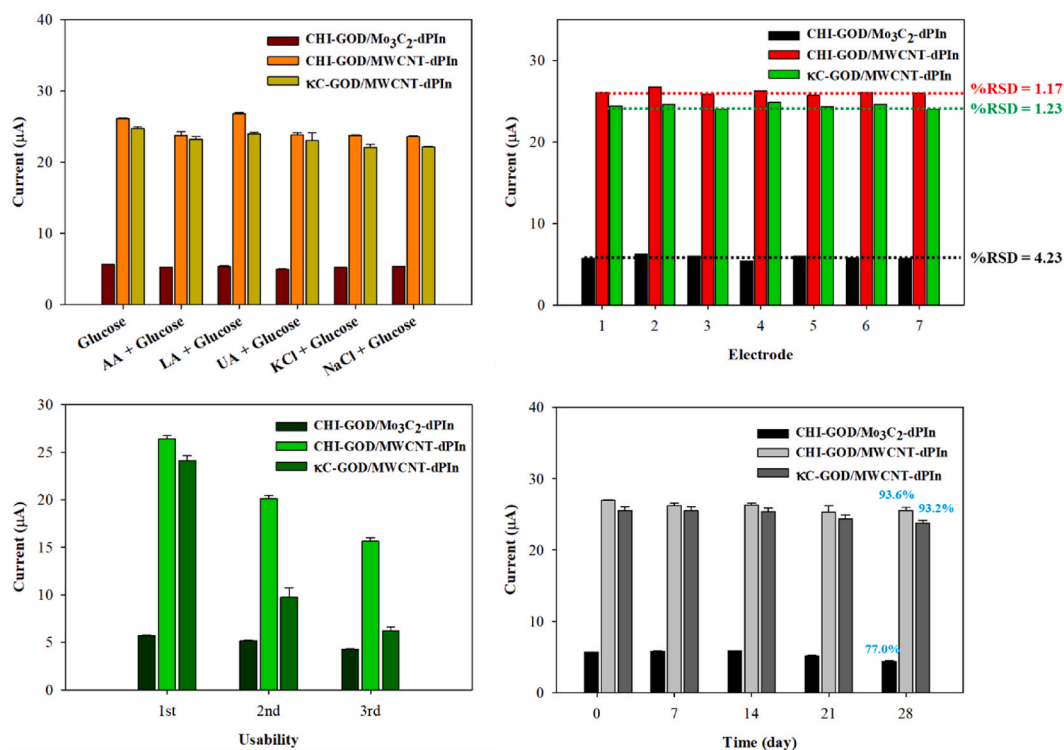 40
30
20
10
0
Current (μA)
CHI-GOD/Mo₃C₂-dPIn
CHI-GOD/MWCNT-dPIn
κC-GOD/MWCNT-dPIn
Glucose
AA + Glucose
LA + Glucose
UA + Glucose
KCl + Glucose
NaCl + Glucose
30
20
10
0
Current (μA)
CHI-GOD/Mo₃C₂-dPIn
CHI-GOD/MWCNT-dPIn
κC-GOD/MWCNT-dPIn
%RSD = 1.17
%RSD = 1.23
%RSD = 4.23
1 2 3 4 5 6 7
Electrode
30
25
20
15
10
5
0
Current (μA)
CHI-GOD/Mo₃C₂-dPIn
CHI-GOD/MWCNT-dPIn
κC-GOD/MWCNT-dPIn
1st 2nd 3rd
Usability
40
30
20
10
0
Current (μA)
CHI-GOD/Mo₃C₂-dPIn
CHI-GOD/MWCNT-dPIn
κC-GOD/MWCNT-dPIn
93.6%
93.2%
77.0%
0 7 14 21 28
Time (day)